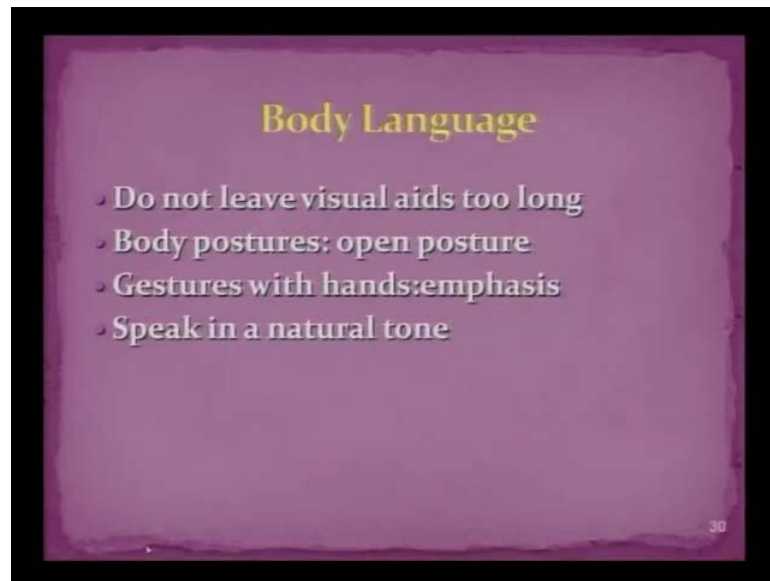 Body Language
Do not leave visual aids too long
Body postures: open posture
Gestures with hands:emphasis
Speak in a natural tone
30